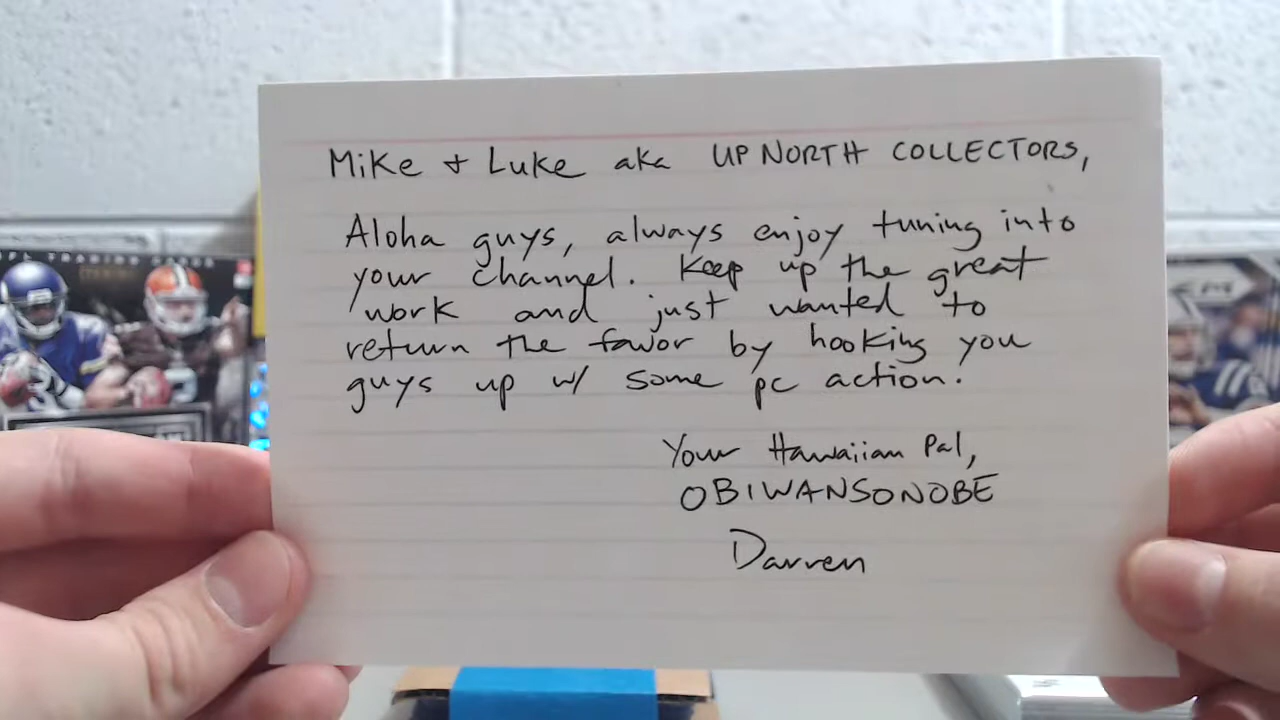 Mike + Luke aka UP NORTH COLLECTORS,
Aloha guys, always enjoy tuning into
your channel. Keep up the great
work and just wanted to
return the favor by hooking you
guys up w/ some pc action.
Your Hawaiian Pal,
OBIWANSONOBE
Darren